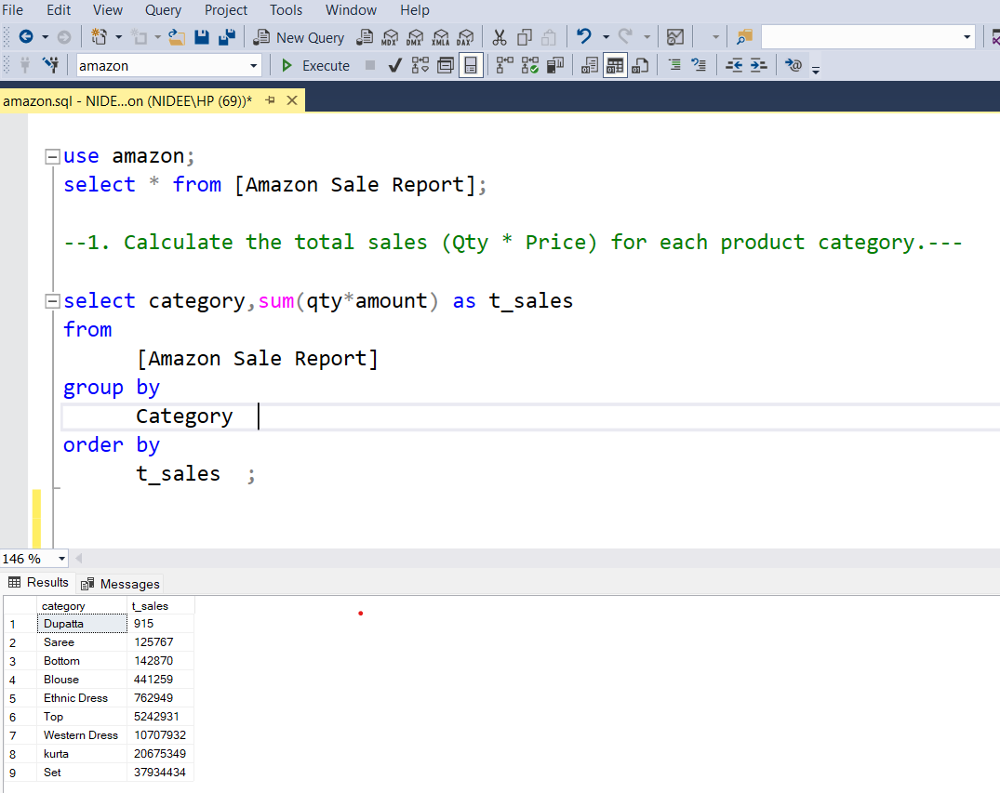 File Edit View Query Project Tools Window Help
New Query MDX DMX XMLA DAX
amazon Execute
amazon.sql - NIDE...on (NIDEE\HP (69))*
use amazon;
select * from [Amazon Sale Report];
--1. Calculate the total sales (Qty * Price) for each product category.---
select category,sum(qty*amount) as t_sales
from
[Amazon Sale Report]
group by
Category
order by
t_sales ;
146 %
Results Messages
category t_sales
1 Dupatta 915
2 Saree 125767
3 Bottom 142870
4 Blouse 441259
5 Ethnic Dress 762949
6 Top 5242931
7 Western Dress 10707932
8 kurta 20675349
9 Set 37934434